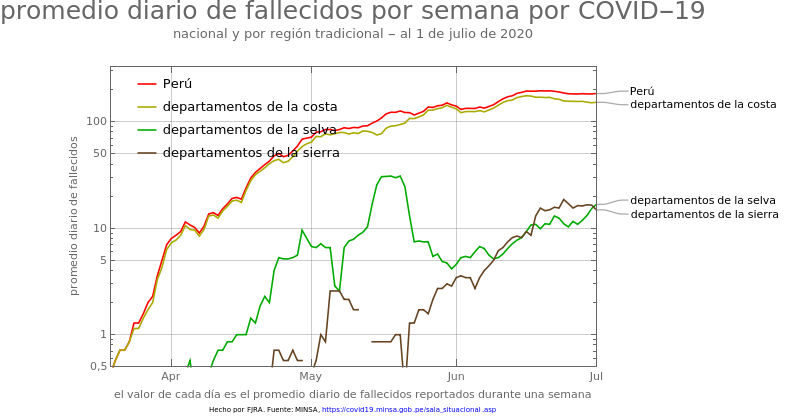 promedio diario de fallecidos por semana por COVID‒19
nacional y por región tradicional ‒ al 1 de julio de 2020
Perú
departamentos de la costa
departamentos de la selva
departamentos de la sierra
promedio diario de fallecidos
100
50
10
5
1
0,5
Apr
May
Jun
Jul
Perú
departamentos de la costa
departamentos de la selva
departamentos de la sierra
el valor de cada día es el promedio diario de fallecidos reportados durante una semana
Hecho por FJRA. Fuente: MINSA, https://covid19.minsa.gob.pe/sala_situacional.asp